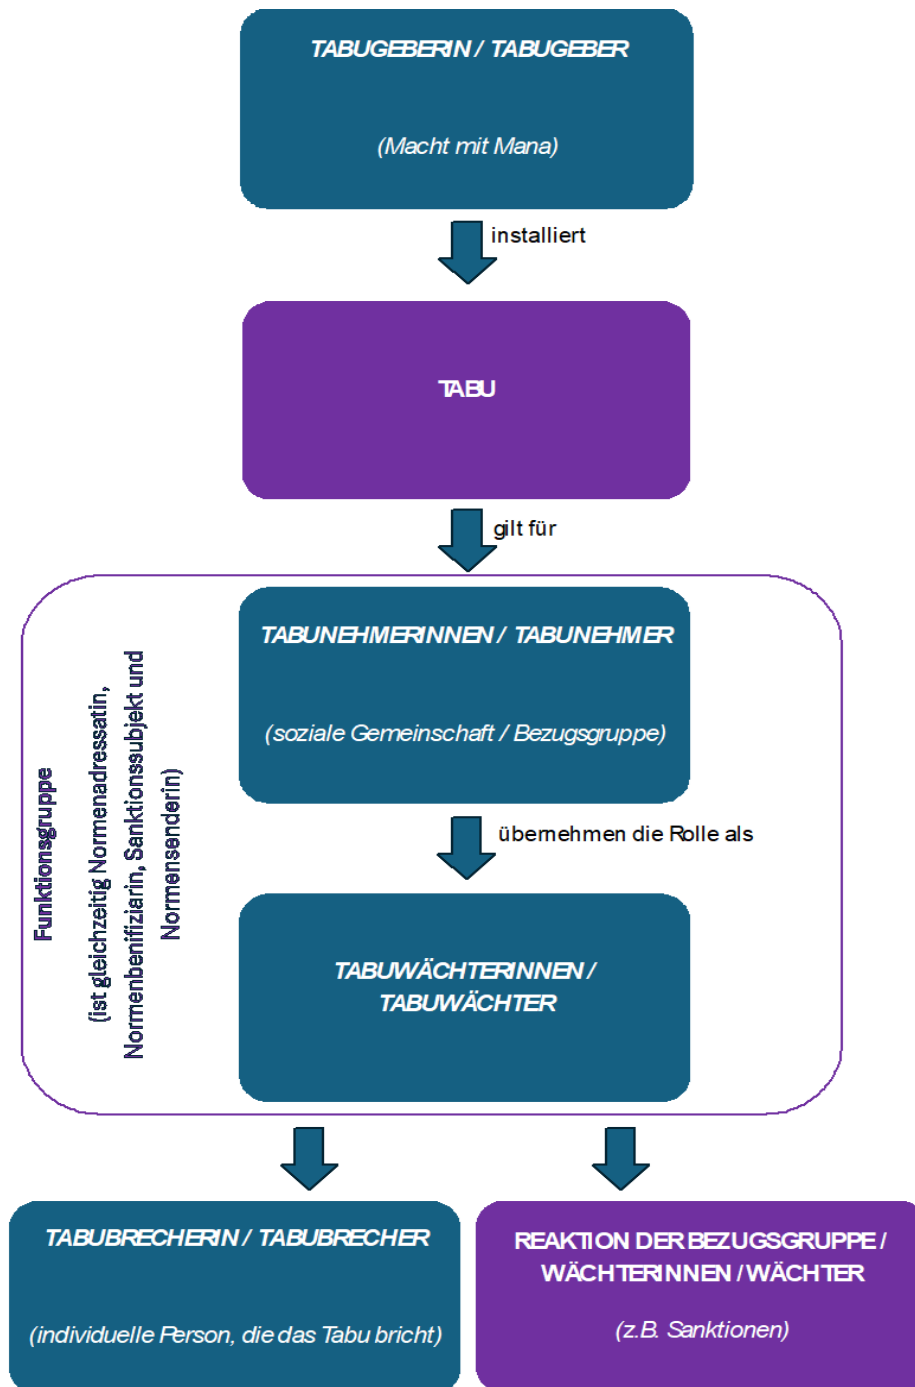 TABUGEBERIN / TABUGEBER
(Macht mit Mana)
installiert
TABU
gilt für
TABUNEHMERINNEN / TABUNEHMER
(soziale Gemeinschaft / Bezugsgruppe)
übernehmen die Rolle als
TABUWÄCHTERINNEN /
TABUWÄCHTER
Funktionsgruppe
(ist gleichzeitig Normenadressatin,
Normenbenifiziarin, Sanktionssubjekt und
Normensenderin)
TABUBRECHERIN / TABUBRECHER
(individuelle Person, die das Tabu bricht)
REAKTION DER BEZUGSGRUPPE /
WÄCHTERINNEN / WÄCHTER
(z.B. Sanktionen)